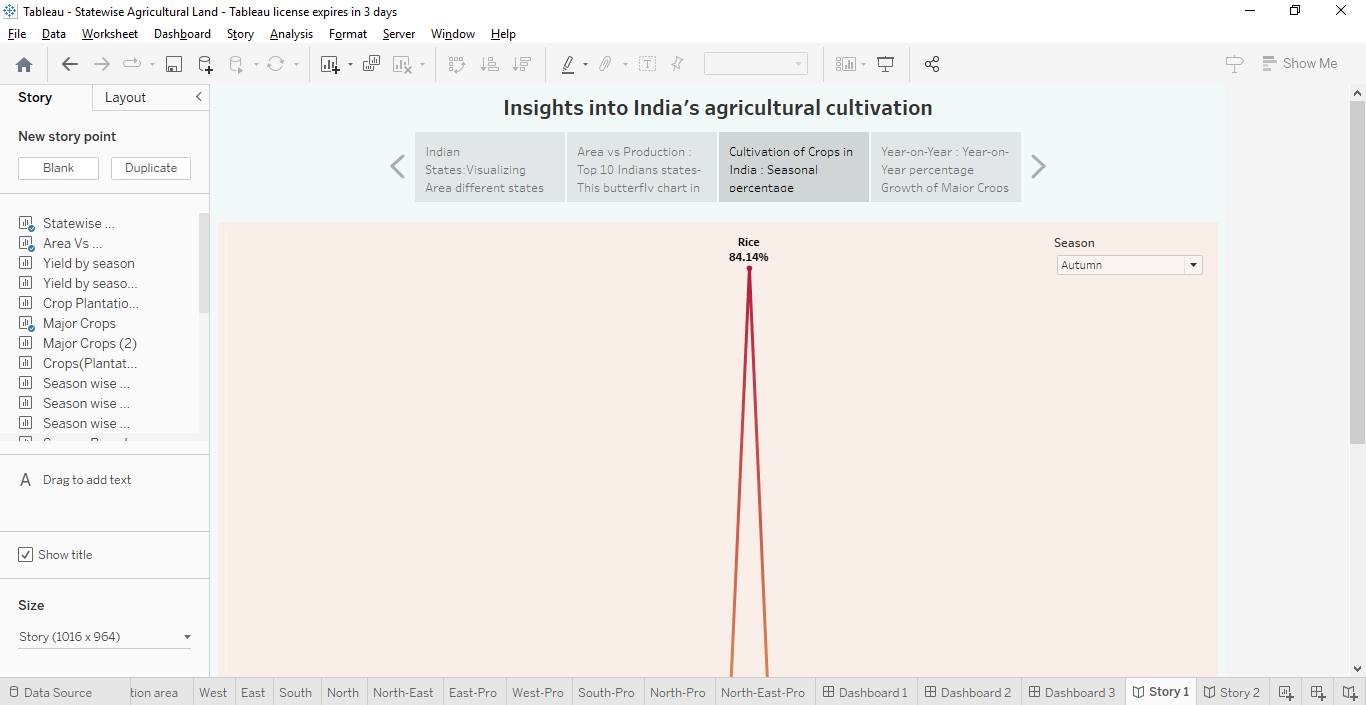 Tableau - Statewise Agricultural Land - Tableau license expires in 3 days
File Data Worksheet Dashboard Story Analysis Format Server Window Help
Show Me
Story Layout
New story point
Blank Duplicate
Statewise ...
Area Vs ...
Yield by season
Yield by seaso...
Crop Plantatio...
Major Crops
Major Crops (2)
Crops(Plantat...
Season wise ...
Season wise ...
Season wise ...
A Drag to add text
Show title
Size
Story (1016 x 964)
Insights into India's agricultural cultivation
Indian
States:Visualizing
Area different states
Area vs Production :
Top 10 Indians states-
This butterfly chart in
Cultivation of Crops in
India : Seasonal
percentage
Year-on-Year : Year-on-
Year percentage
Growth of Major Crops
Rice
84.14%
Season
Autumn
Data Source tion area West East South North North-East East-Pro West-Pro South-Pro North-Pro North-East-Pro Dashboard 1 Dashboard 2 Dashboard 3 Story 1 Story 2